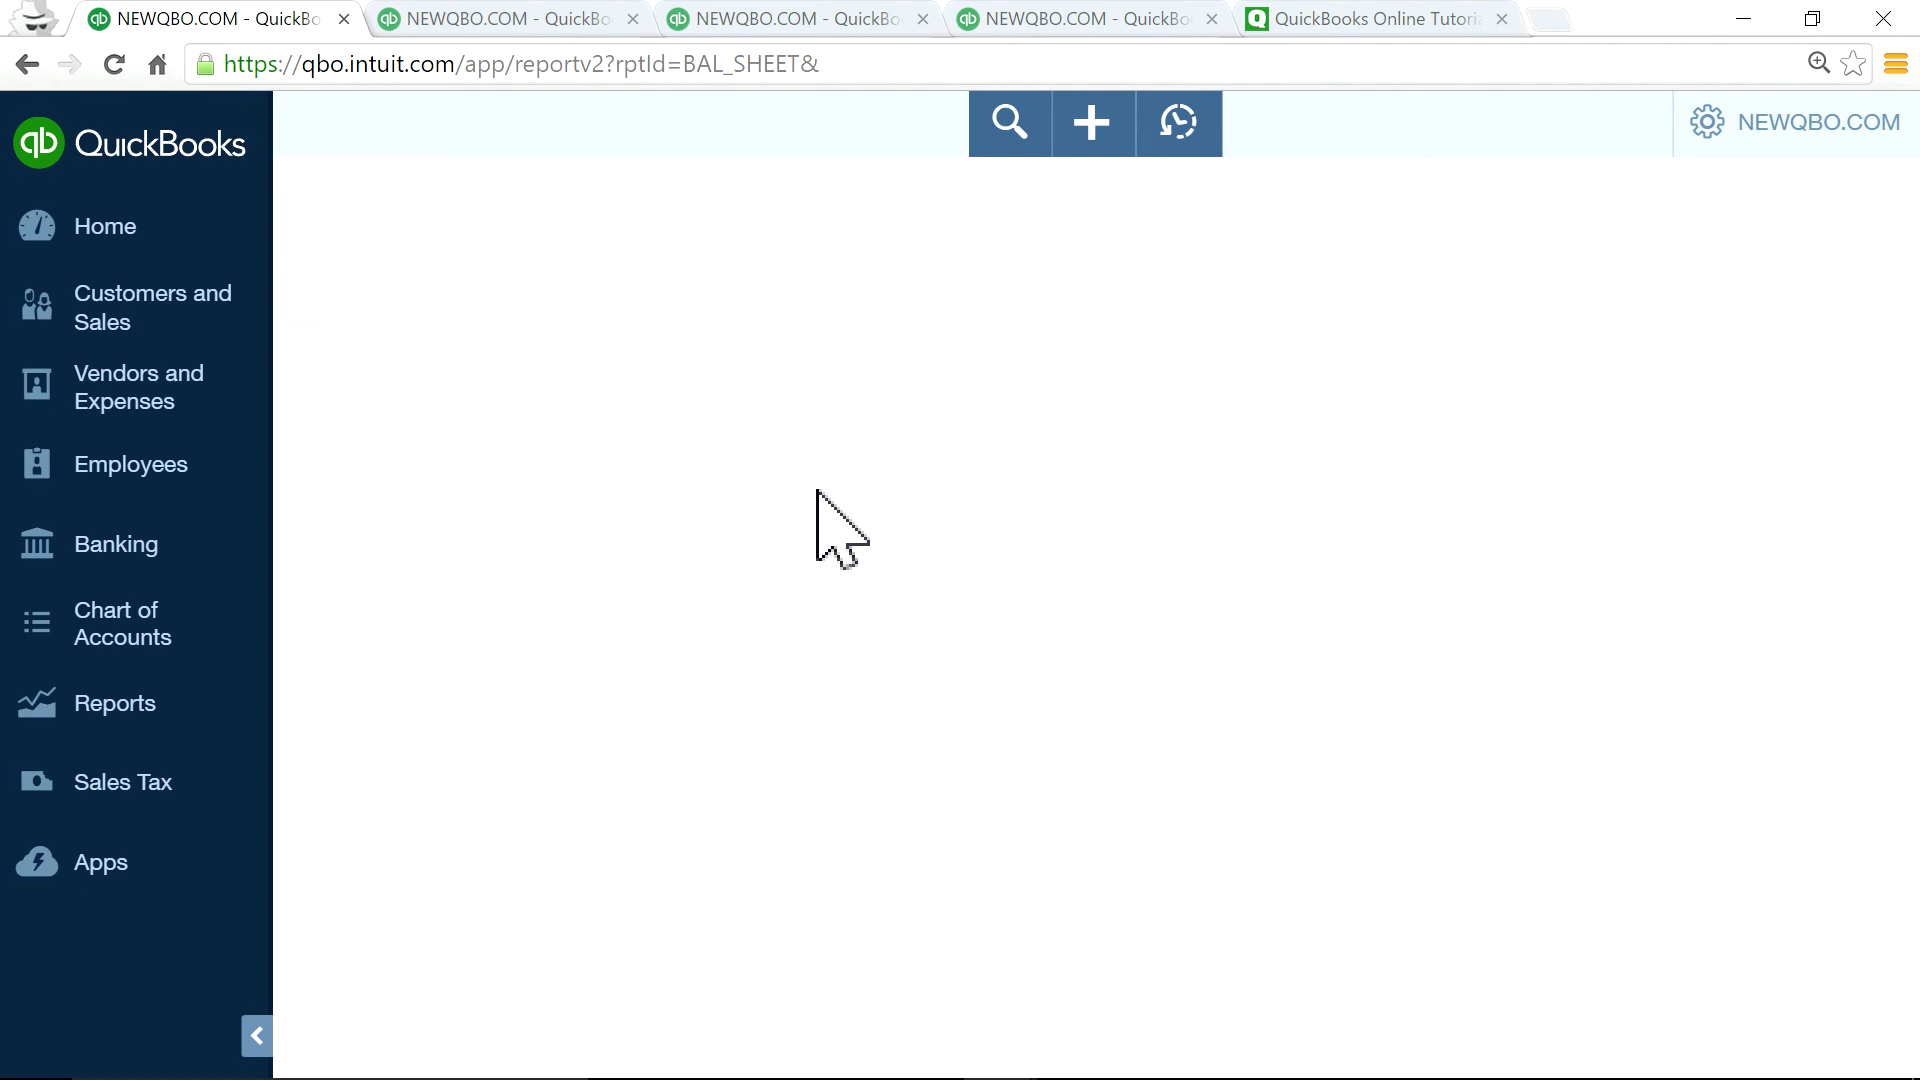 NEWQBO.COM - QuickBo
NEWQBO.COM - QuickBo
NEWQBO.COM - QuickBo
NEWQBO.COM - QuickBo
QuickBooks Online Tutori
https://qbo.intuit.com/app/reportv2?rptId=BAL_SHEET&
qb QuickBooks
NEWQBO.COM
Home
Customers and
Sales
Vendors and
Expenses
Employees
Banking
Chart of
Accounts
Reports
Sales Tax
Apps